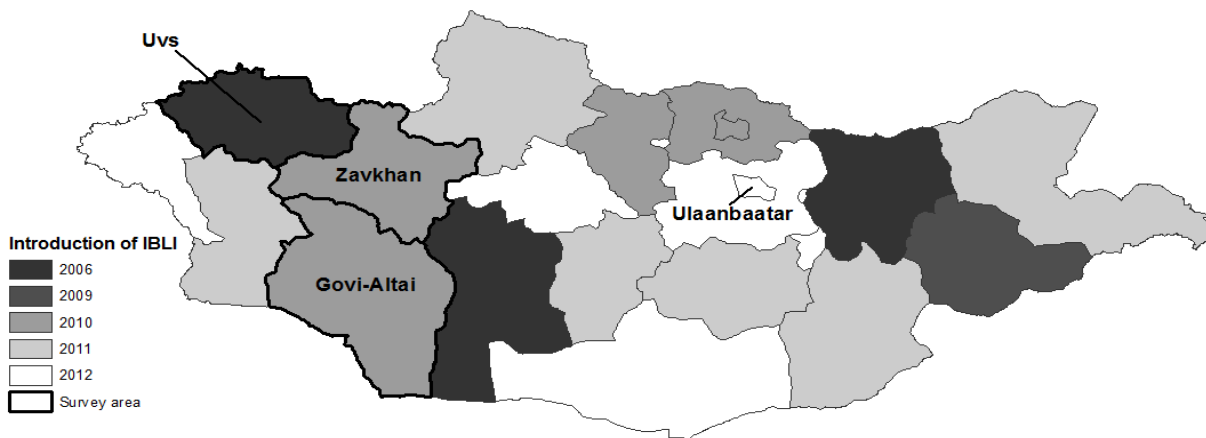 Uvs
Zavkhan
Ulaanbaatar
Govi-Altai
Introduction of IBLI
2006
2009
2010
2011
2012
Survey area